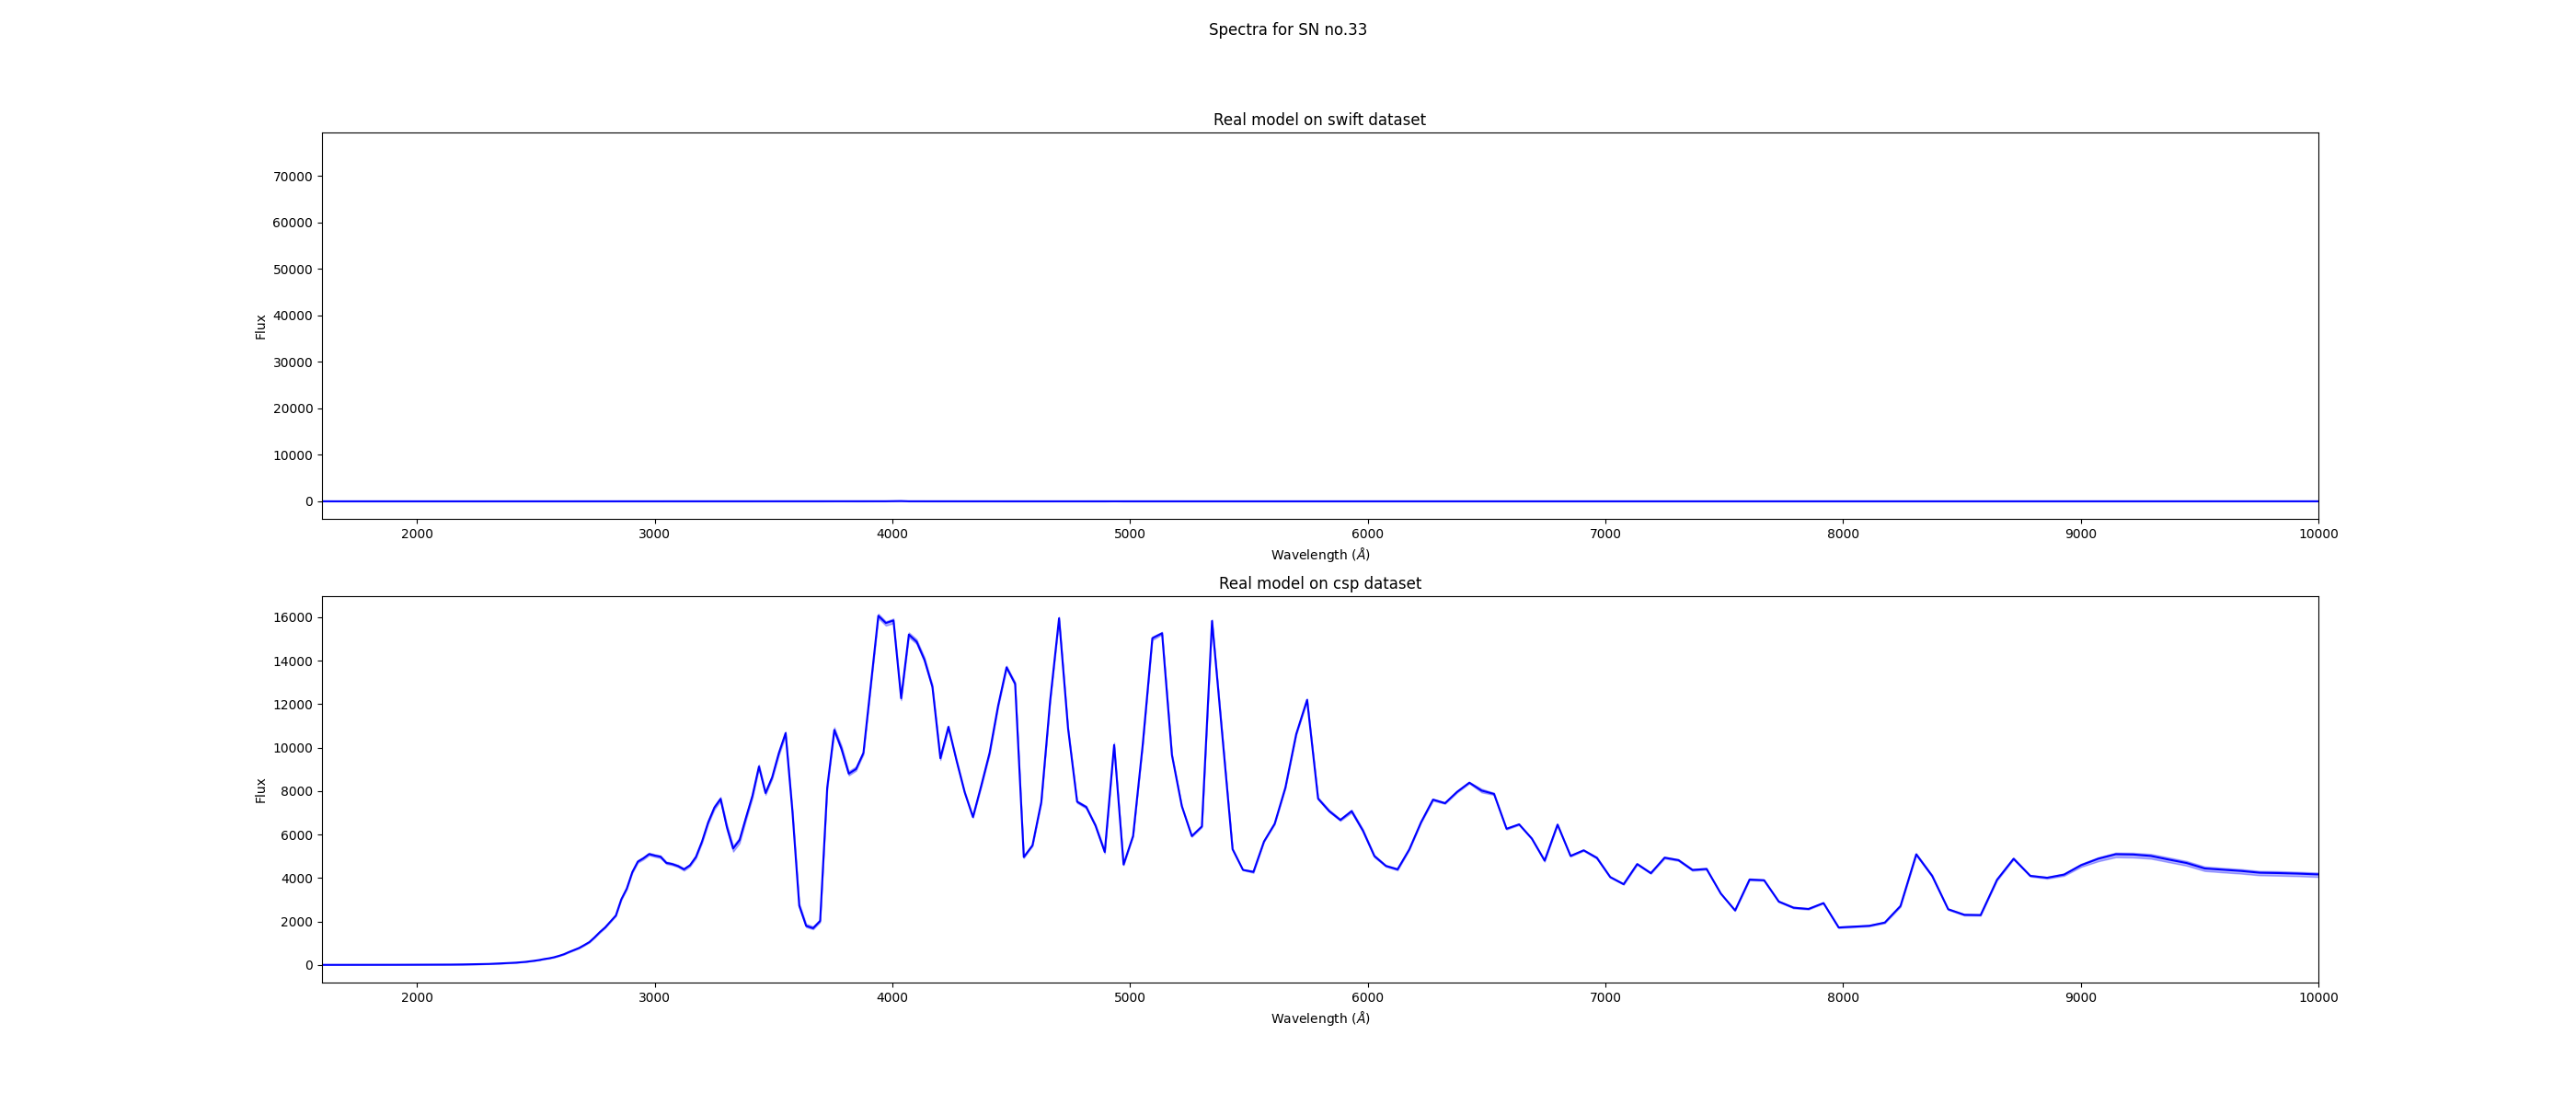 Spectra for SN no.33
Real model on swift dataset
Flux
70000
60000
50000
40000
30000
20000
10000
0
2000 3000 4000 5000 6000 7000 8000 9000 10000
Wavelength (Å)
Real model on csp dataset
Flux
16000
14000
12000
10000
8000
6000
4000
2000
0
2000 3000 4000 5000 6000 7000 8000 9000 10000
Wavelength (Å)